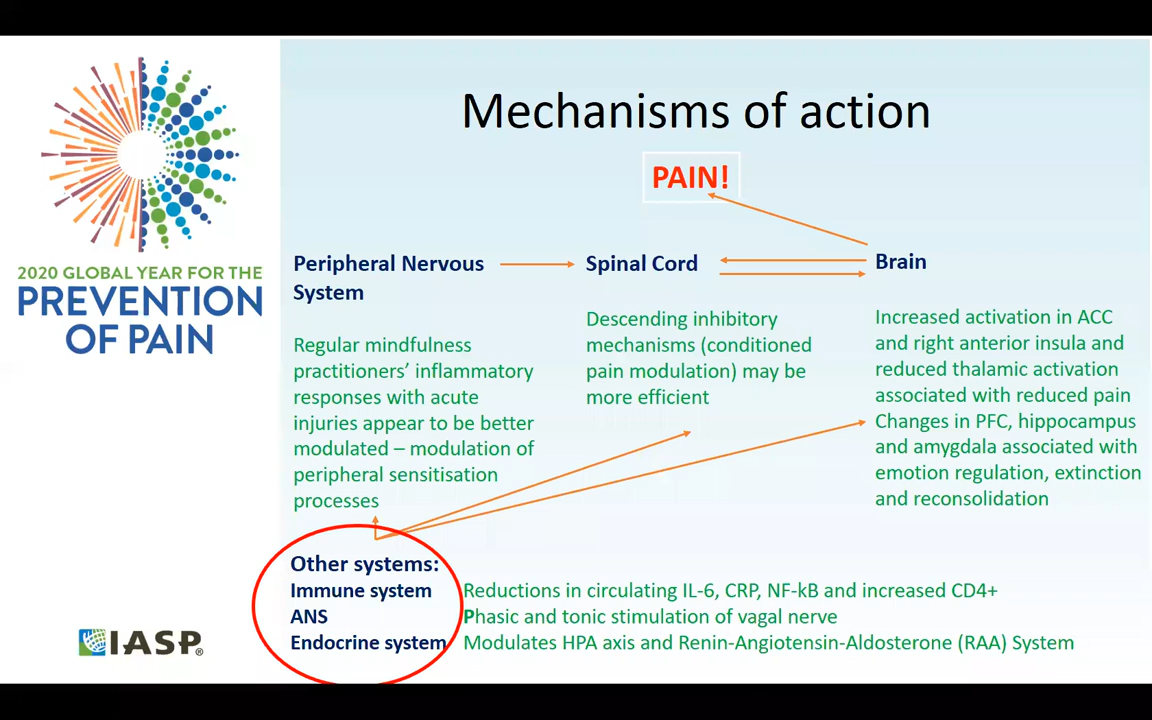 2020 GLOBAL YEAR FOR THE
PREVENTION
OF PAIN
Mechanisms of action
PAIN!
Peripheral Nervous
System
Spinal Cord
Brain
Regular mindfulness
practitioners’ inflammatory
responses with acute
injuries appear to be better
modulated – modulation of
peripheral sensitisation
processes
Descending inhibitory
mechanisms (conditioned
pain modulation) may be
more efficient
Increased activation in ACC
and right anterior insula and
reduced thalamic activation
associated with reduced pain
Changes in PFC, hippocampus
and amygdala associated with
emotion regulation, extinction
and reconsolidation
Other systems:
Immune system
Reductions in circulating IL-6, CRP, NF-kB and increased CD4+
ANS
Phasic and tonic stimulation of vagal nerve
Endocrine system
Modulates HPA axis and Renin-Angiotensin-Aldosterone (RAA) System
IASP®